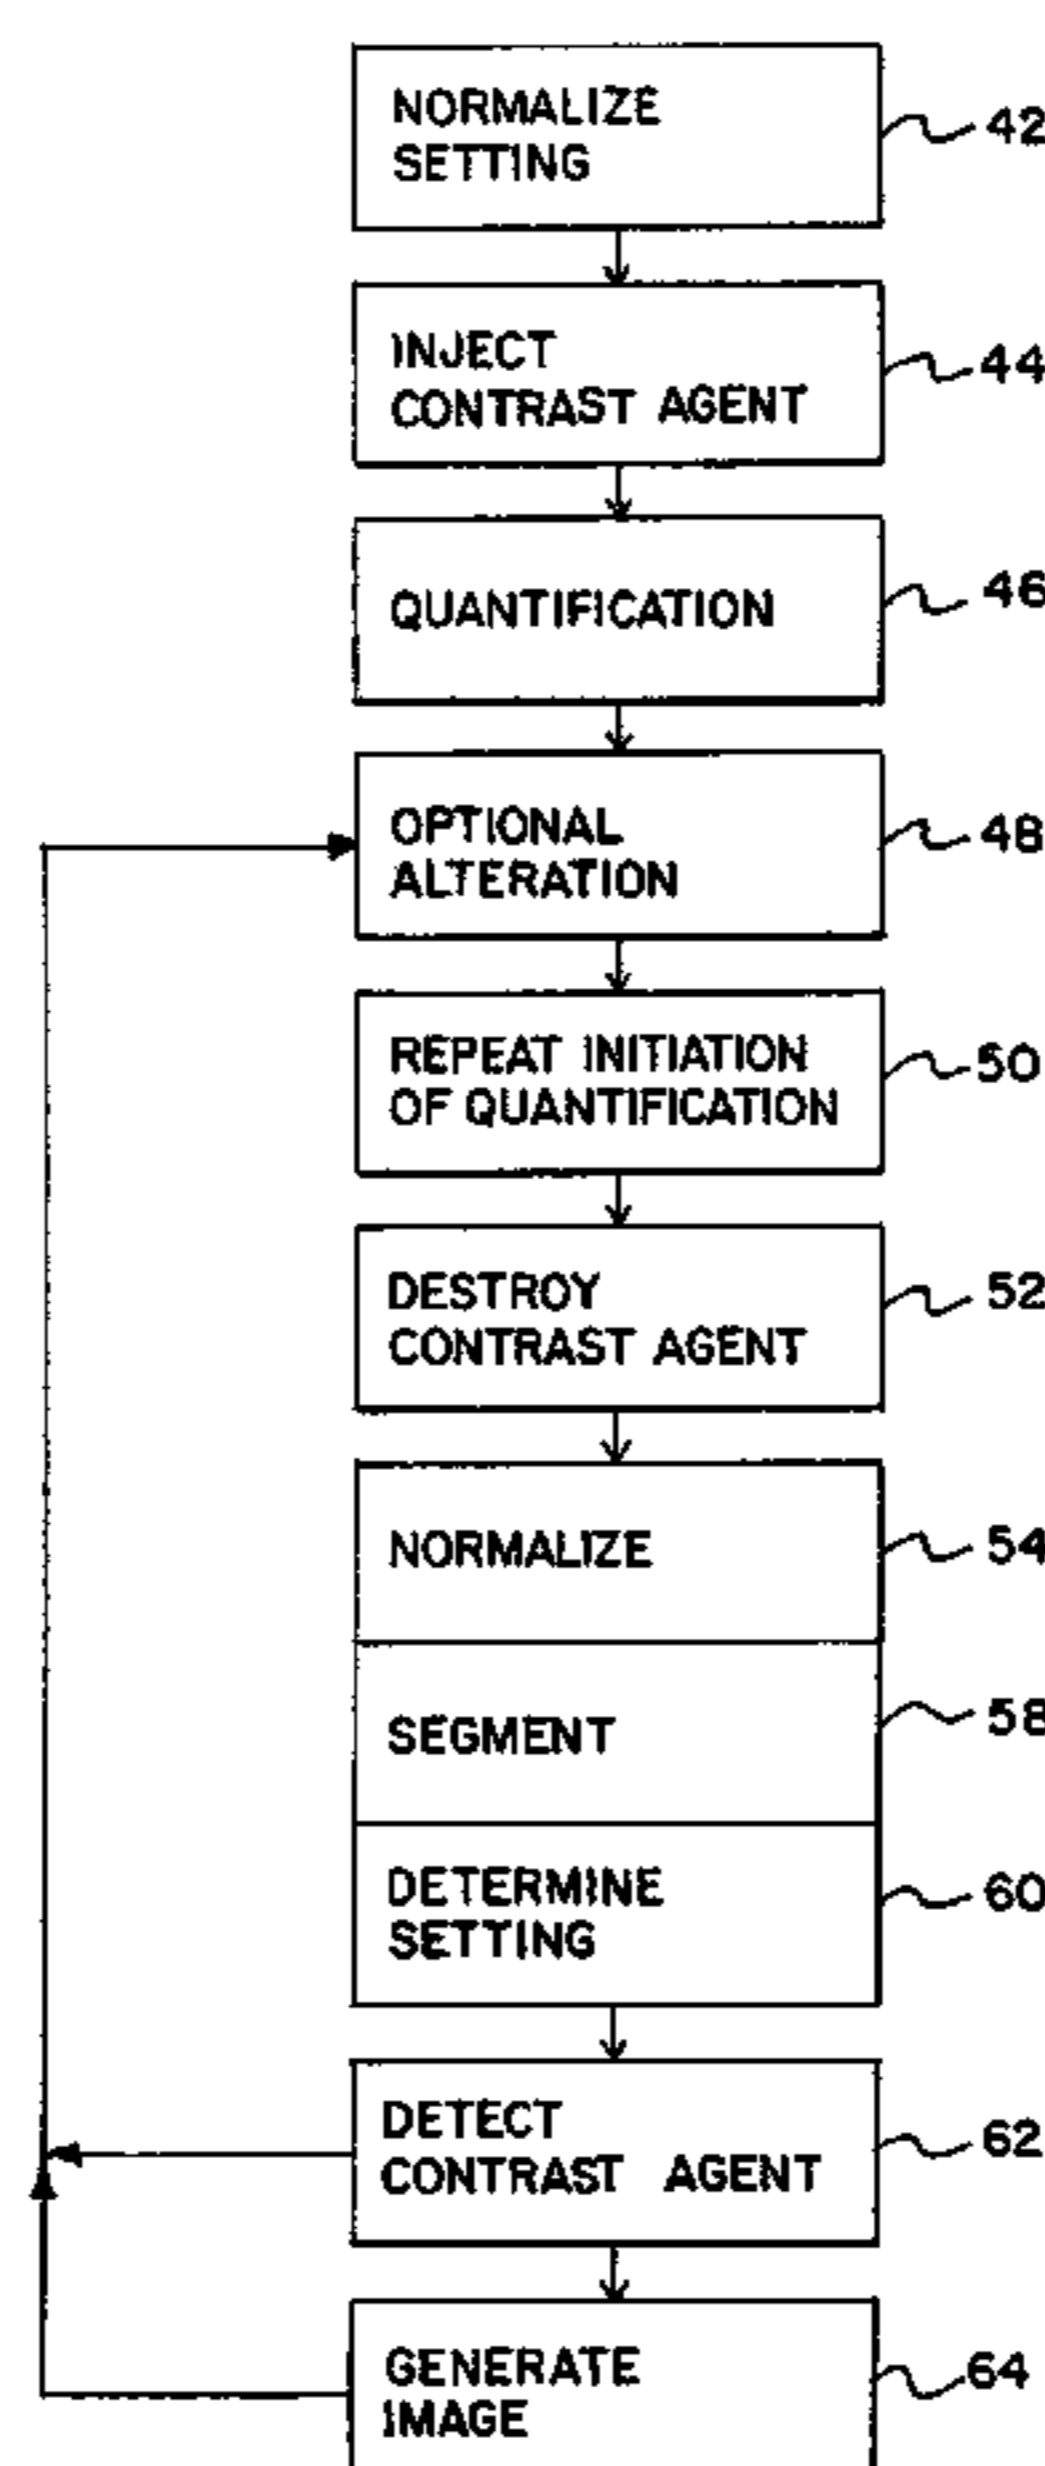 NORMALIZE
SETTING
42
INJECT
CONTRAST AGENT
44
QUANTIFICATION
46
OPTIONAL
ALTERATION
48
REPEAT INITIATION
OF QUANTIFICATION
50
DESTROY
CONTRAST AGENT
52
NORMALIZE
54
SEGMENT
58
DETERMINE
SETTING
60
DETECT
CONTRAST AGENT
62
GENERATE
IMAGE
64